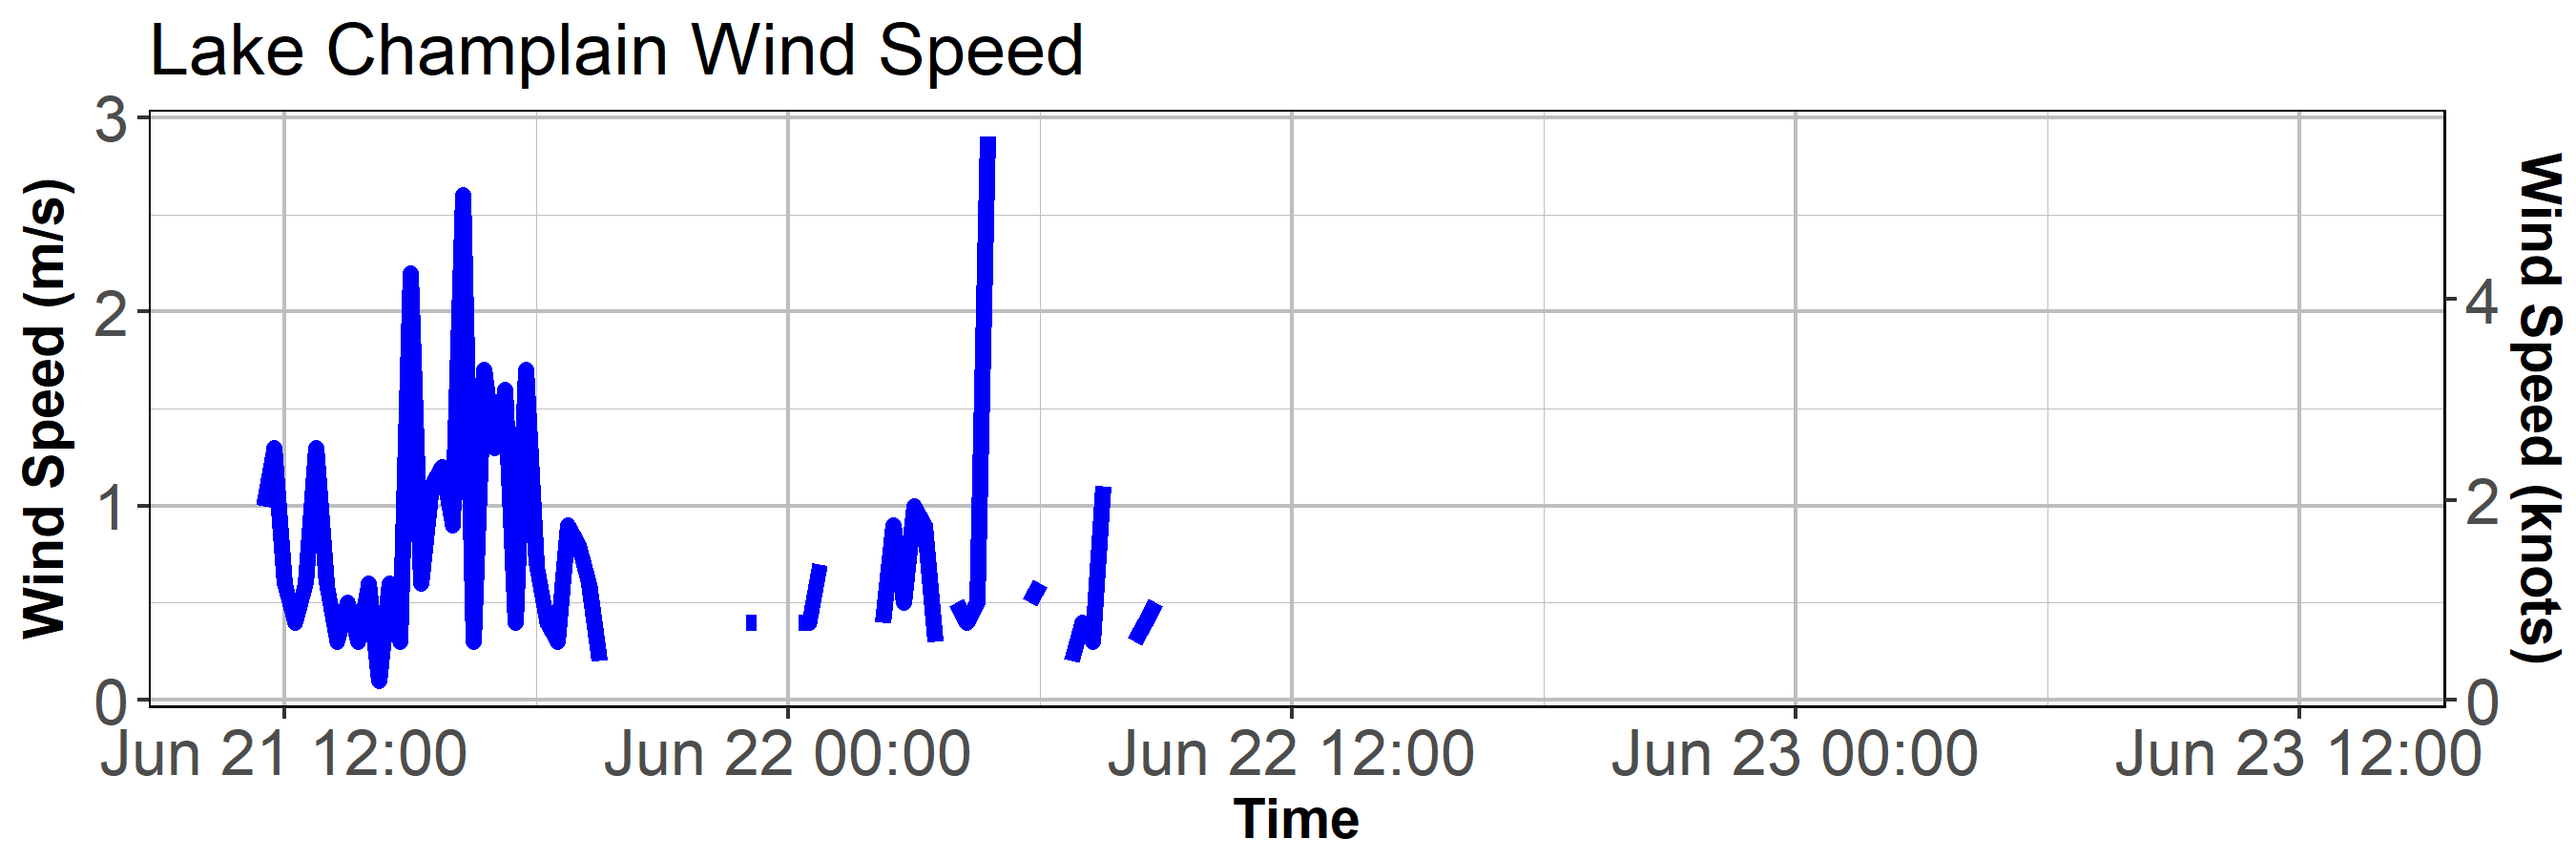 Lake Champlain Wind Speed
3
2
1
0
Wind Speed (m/s)
4
2
0
Wind Speed (knots)
Jun 21 12:00 Jun 22 00:00 Jun 22 12:00 Jun 23 00:00 Jun 23 12:00
Time